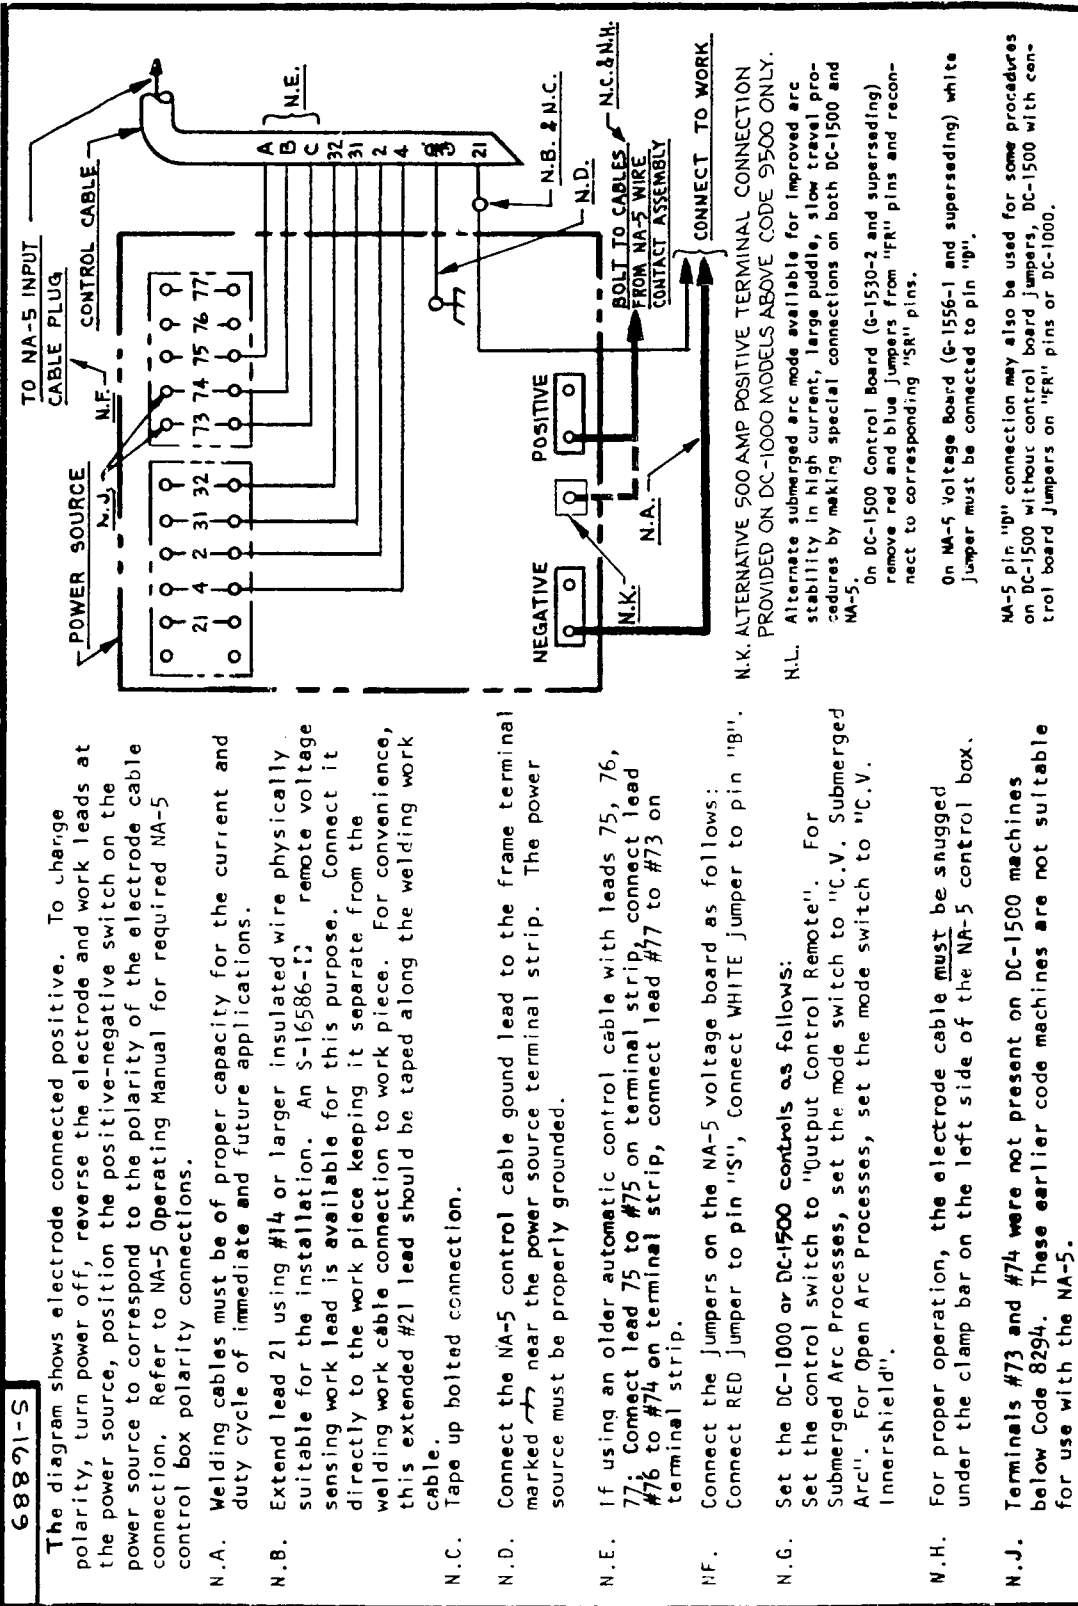 S-16889
The diagram shows electrode connected positive. To change
polarity, turn power off, reverse the electrode and work leads at
the power source, position the positive-negative switch on the
power source to correspond to the polarity of the electrode cable
connection. Refer to NA-5 Operating Manual for required NA-5
control box polarity connections.
N.A. Welding cables must be of proper capacity for the current and
duty cycle of immediate and future applications.
N.B. Extend lead 21 using #14 or larger insulated wire physically
suitable for the installation. An S-16586- remote voltage
sensing work lead is available for this purpose. Connect it
directly to the work piece keeping it separate from the
welding work cable connection to work piece. For convenience,
this extended #21 lead should be taped along the welding work
cable.
N.C. Tape up bolted connection.
N.D. Connect the NA-5 control cable gound lead to the frame terminal
marked near the power source terminal strip. The power
source must be properly grounded.
N.E. If using an older automatic control cable with leads 75, 76,
77: Connect lead 75 to #75 on terminal strip, connect lead
#76 to #74 on terminal strip, connect lead #77 to #73 on
terminal strip.
NF. Connect the jumpers on the NA-5 voltage board as follows:
Connect RED jumper to pin "S", Connect WHITE jumper to pin "B".
N.G. Set the DC-1000 or DC-1500 controls as follows:
Set the control switch to "Output Control Remote". For
Submerged Arc Processes, set the mode switch to "C.V. Submerged
Arc". For Open Arc Processes, set the mode switch to "C.V.
Innershield".
N.H. For proper operation, the electrode cable must be snugged
under the clamp bar on the left side of the NA-5 control box.
N.J. Terminals #73 and #74 were not present on DC-1500 machines
below Code 8294. These earlier code machines are not suitable
for use with the NA-5.
TO NA-5 INPUT
CABLE PLUG
N.F.
CONTROL CABLE
POWER SOURCE
N.J.
21 4 2 31 32 73 74 75 76 77
A
B
C
N.E.
32
31
2
4
21
N.B. & N.C.
N.D.
NEGATIVE
POSITIVE
N.K.
N.A.
BOLT TO CABLES
FROM NA-5 WIRE
CONTACT ASSEMBLY
N.C.&N.H.
CONNECT TO WORK
N.K. ALTERNATIVE 500 AMP POSITIVE TERMINAL CONNECTION
PROVIDED ON DC-1000 MODELS ABOVE CODE 9500 ONLY.
N.L. Alternate submerged arc mode available for improved arc
stability in high current, large puddle, slow travel pro-
cedures by making special connections on both DC-1500 and
NA-5.
On DC-1500 Control Board (G-1530-2 and superseding)
remove red and blue jumpers from "FR" pins and recon-
nect to corresponding "SR" pins.
On NA-5 Voltage Board (G-1556-1 and superseding) white
jumper must be connected to pin "D".
NA-5 pin "D" connection may also be used for some procedures
on DC-1500 without control board jumpers, DC-1500 with con-
trol board jumpers on "FR" pins or DC-1000.